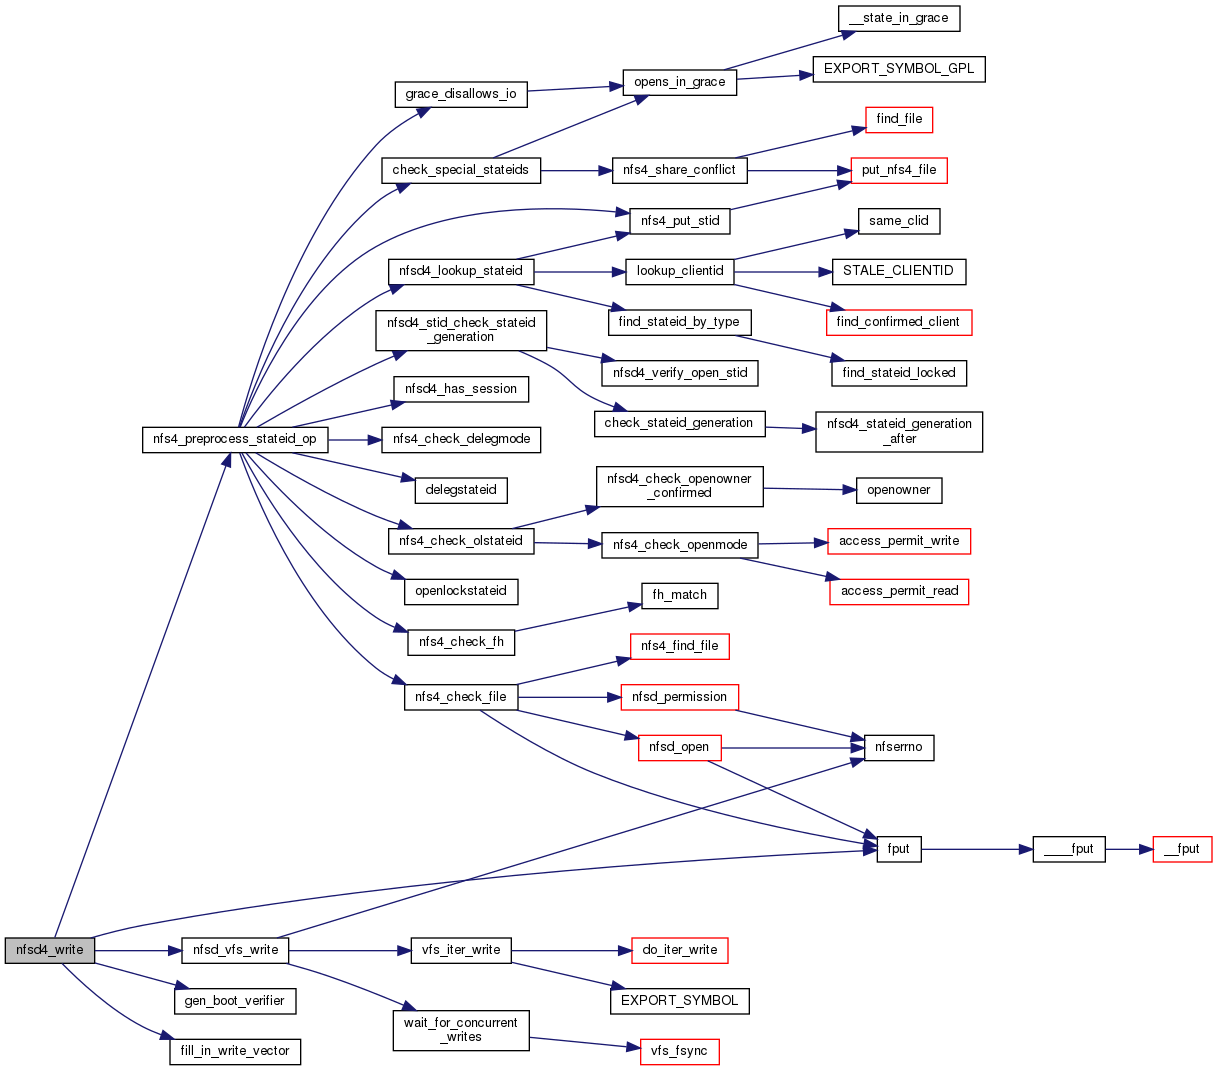 __state_in_grace
EXPORT_SYMBOL_GPL
opens_in_grace
grace_disallows_io
find_file
check_special_stateids
nfs4_share_conflict
put_nfs4_file
nfs4_put_stid
same_clid
nfsd4_lookup_stateid
lookup_clientid
STALE_CLIENTID
find_stateid_by_type
find_confirmed_client
nfsd4_stid_check_stateid
_generation
nfsd4_verify_open_stid
find_stateid_locked
nfsd4_has_session
check_stateid_generation
nfsd4_stateid_generation
_after
nfs4_preprocess_stateid_op
nfs4_check_delegmode
delegstateid
nfsd4_check_openowner
_confirmed
openowner
nfs4_check_olstateid
nfs4_check_openmode
access_permit_write
access_permit_read
openlockstateid
fh_match
nfs4_check_fh
nfs4_find_file
nfs4_check_file
nfsd_permission
nfsd_open
nfserrno
fput
____fput
__fput
nfsd4_write
nfsd_vfs_write
vfs_iter_write
do_iter_write
gen_boot_verifier
EXPORT_SYMBOL
wait_for_concurrent
_writes
fill_in_write_vector
vfs_fsync